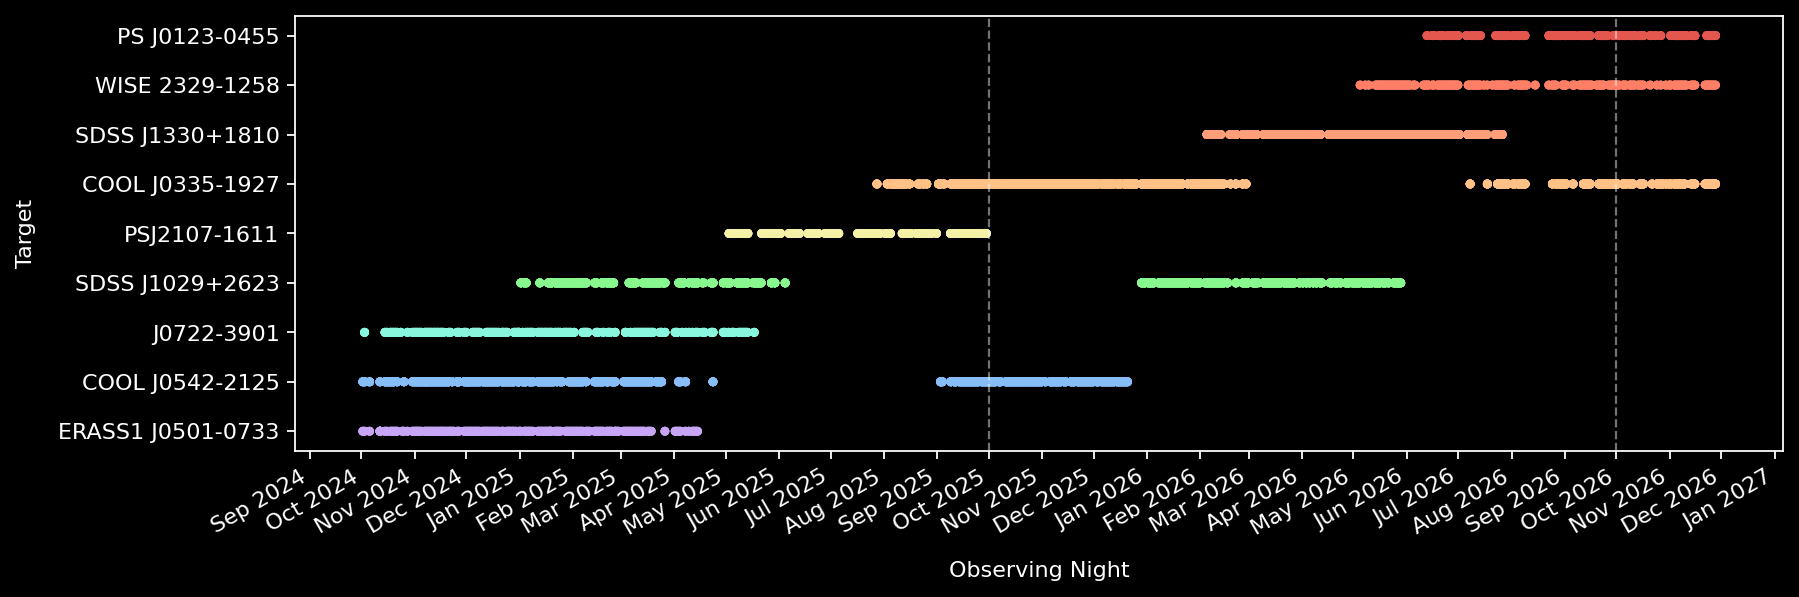 PS J0123-0455
WISE 2329-1258
SDSS J1330+1810
COOL J0335-1927
PSJ2107-1611
SDSS J1029+2623
J0722-3901
COOL J0542-2125
ERASS1 J0501-0733
Target
Sep 2024
Oct 2024
Nov 2024
Dec 2024
Jan 2025
Feb 2025
Mar 2025
Apr 2025
May 2025
Jun 2025
Jul 2025
Aug 2025
Sep 2025
Oct 2025
Nov 2025
Dec 2025
Jan 2026
Feb 2026
Mar 2026
Apr 2026
May 2026
Jun 2026
Jul 2026
Aug 2026
Sep 2026
Oct 2026
Nov 2026
Dec 2026
Jan 2027
Observing Night